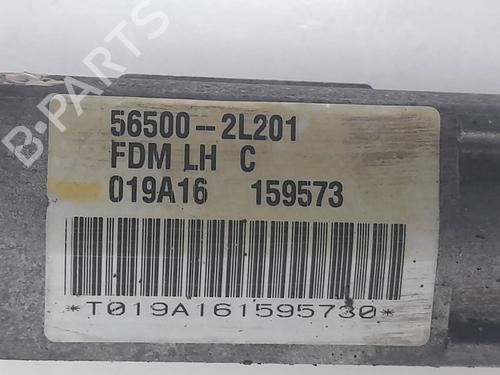 B-PARTS
56500--2L201
FDM LH C
019A16 159573
*T019A161595730*